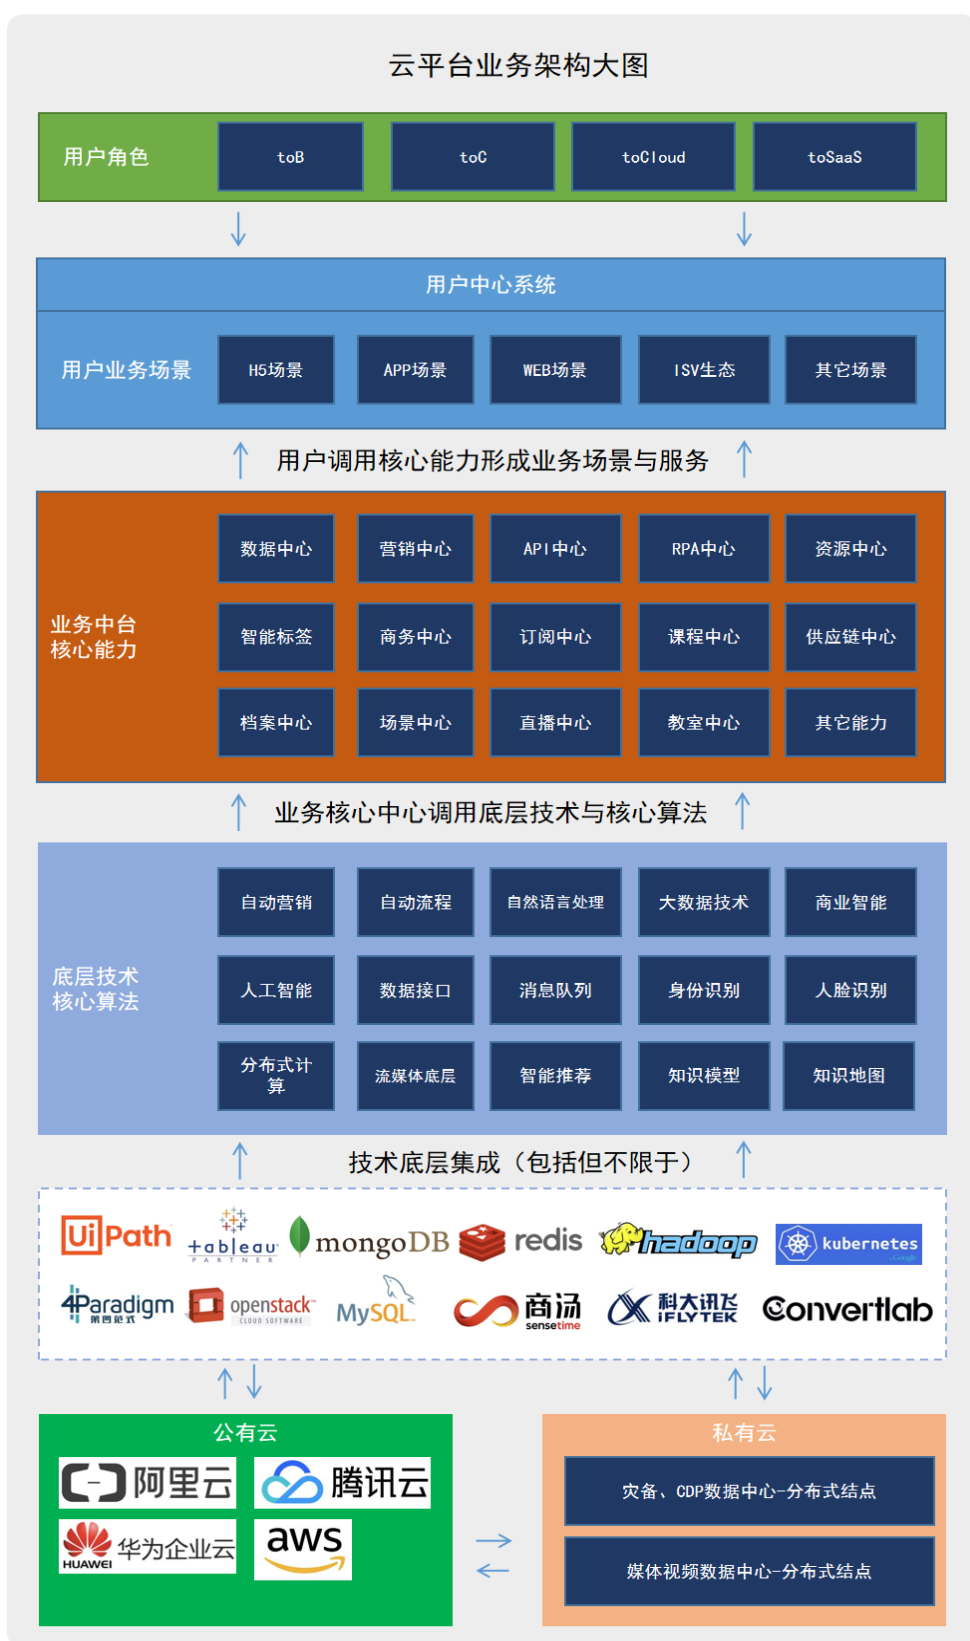 云平台业务架构大图
用户角色
toB
toC
toCloud
toSaaS
用户中心系统
用户业务场景
H5场景
APP场景
WEB场景
ISV生态
其它场景
用户调用核心能力形成业务场景与服务
业务中台
核心能力
数据中心
营销中心
API中心
RPA中心
资源中心
智能标签
商务中心
订阅中心
课程中心
供应链中心
档案中心
场景中心
直播中心
教室中心
其它能力
业务核心中心调用底层技术与核心算法
底层技术
核心算法
自动营销
自动流程
自然语言处理
大数据技术
商业智能
人工智能
数据接口
消息队列
身份识别
人脸识别
分布式计
算
流媒体底层
智能推荐
知识模型
知识地图
技术底层集成（包括但不限于）
UiPath
+ableau
PARTNER
mongoDB
redis
hadoop
kubernetes
4Paradigm
第四范式
openstack
CLOUD SOFTWARE
MySQL
商汤
sensetime
科大讯飞
iFLYTEK
Convertlab
公有云
阿里云
腾讯云
HUAWEI
华为企业云
aws
私有云
灾备、CDP数据中心-分布式结点
媒体视频数据中心-分布式结点